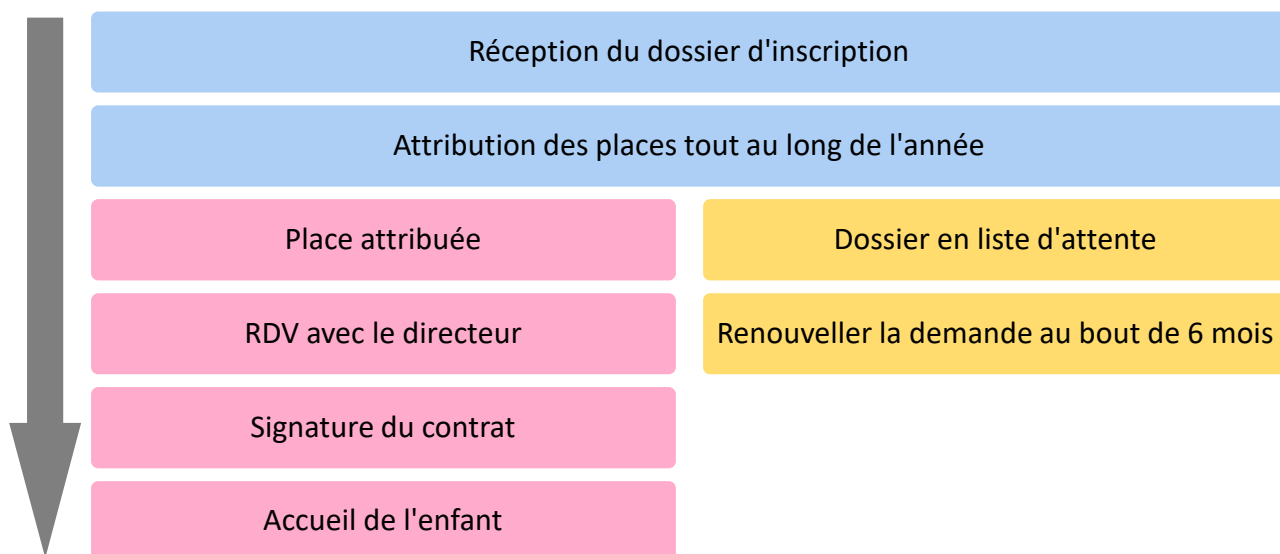 Réception du dossier d'inscription
Attribution des places tout au long de l'année
Place attribuée
Dossier en liste d'attente
RDV avec le directeur
Renouveller la demande au bout de 6 mois
Signature du contrat
Accueil de l'enfant